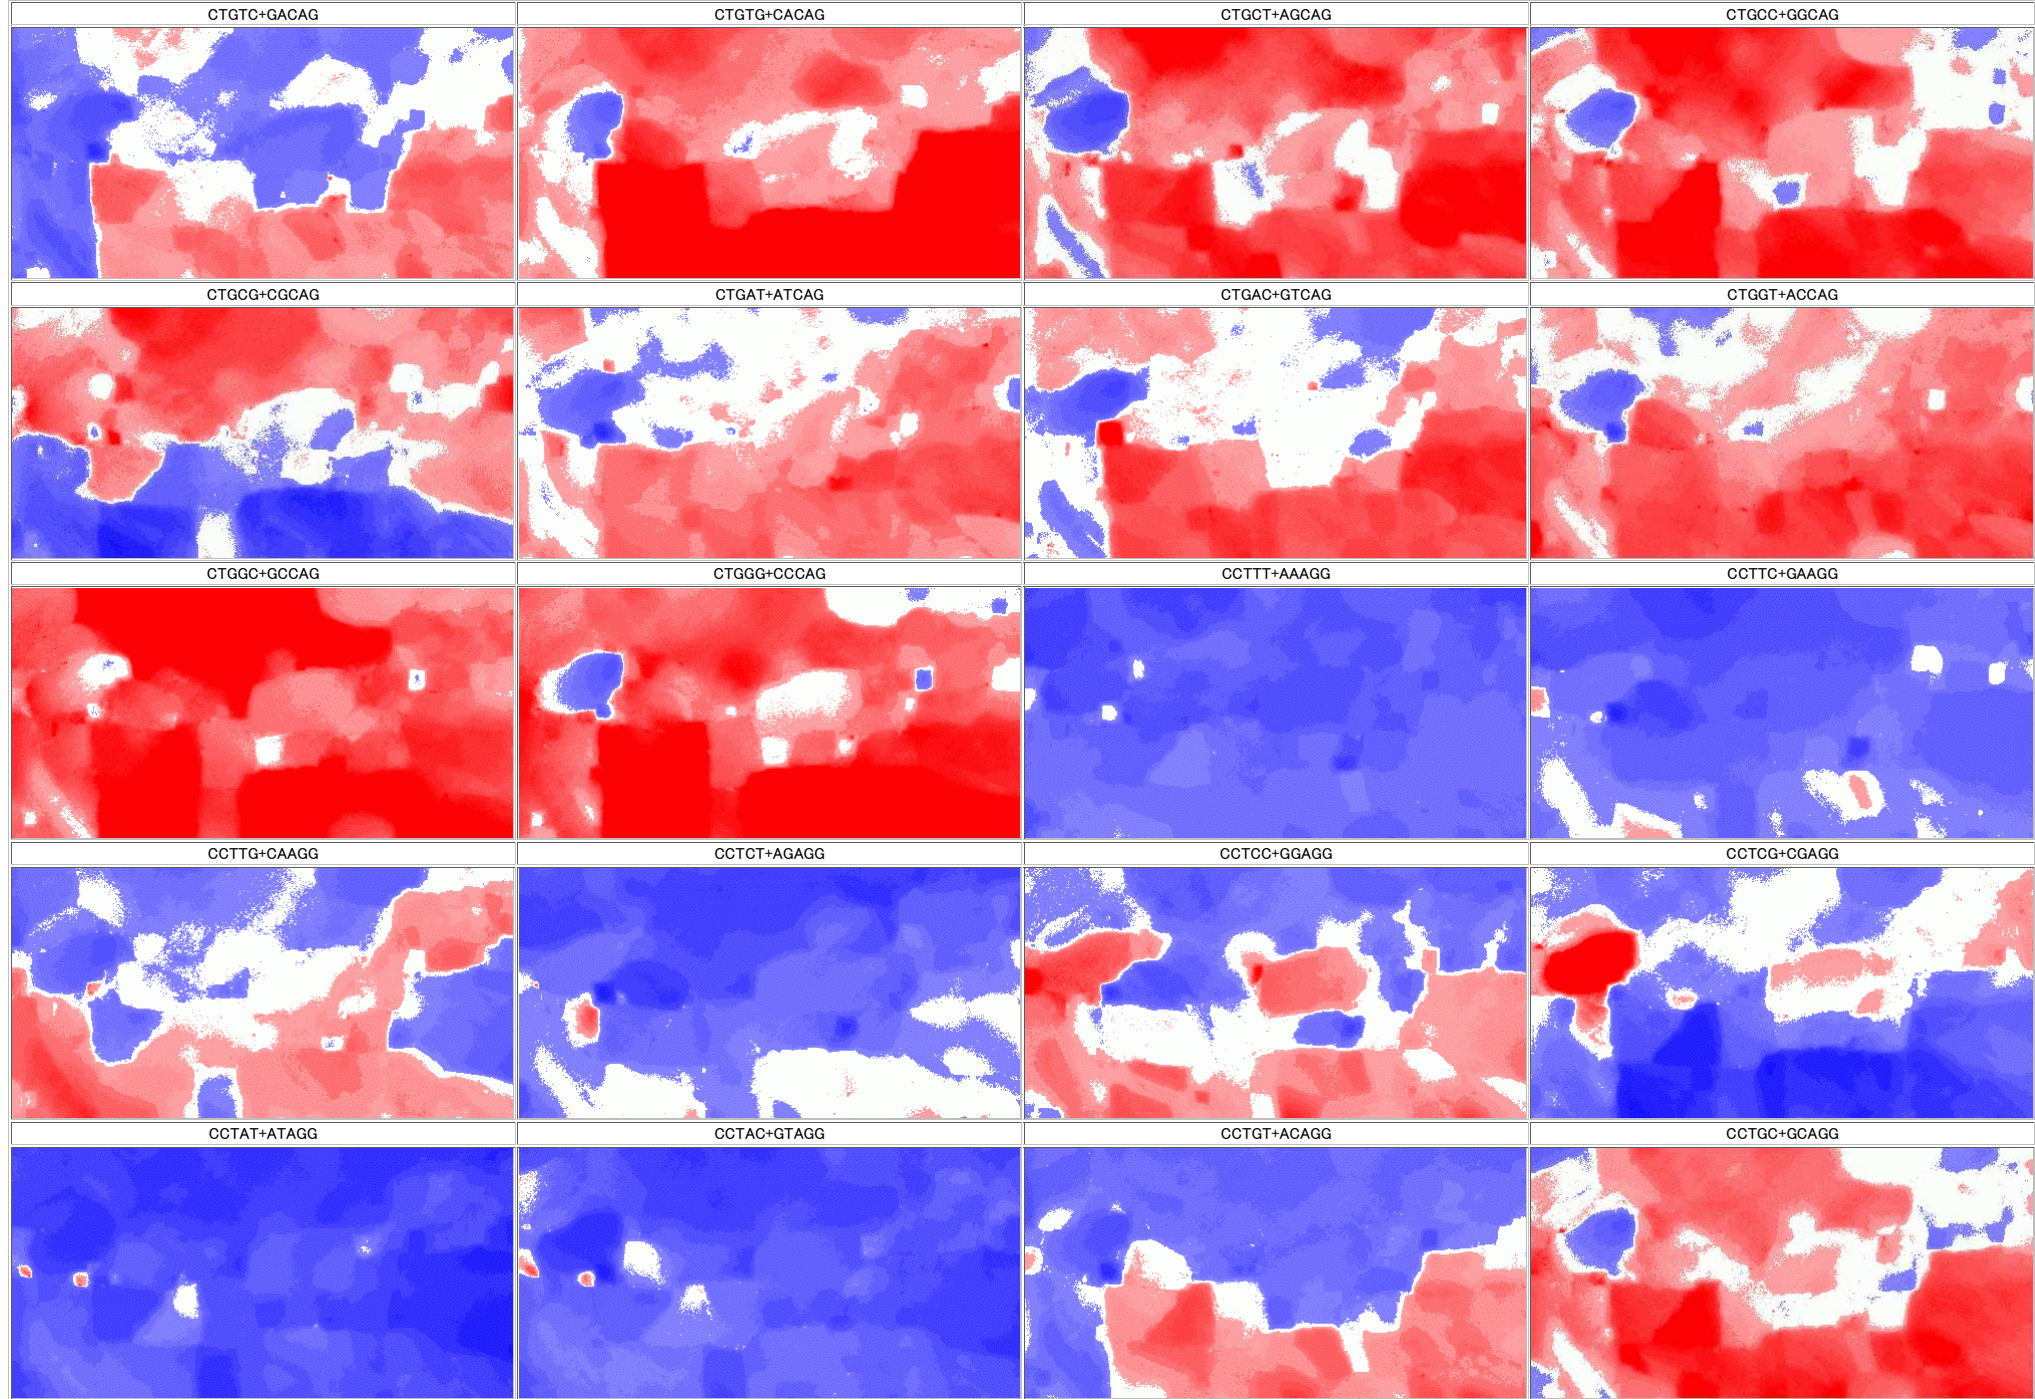 CTGTC+GACAG CTGTG+CACAG CTGCT+AGCAG CTGCC+GGCAG
CTGCG+CGCAG CTGAT+ATCAG CTGAC+GTCAG CTGGT+ACCAG
CTGGC+GCCAG CTGGG+CCCAG CCTTT+AAAGG CCTTC+GAAGG
CCTTG+CAAGG CCTCT+AGAGG CCTCC+GGAGG CCTCG+CGAGG
CCTAT+ATAGG CCTAC+GTAGG CCTGT+ACAGG CCTGC+GCAGG